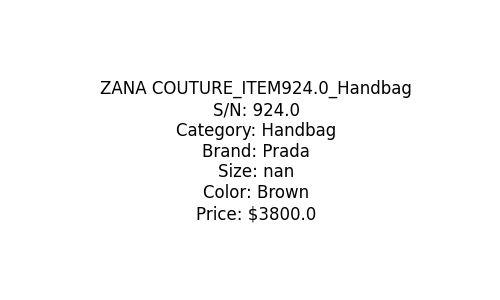 ZANA COUTURE_ITEM924.0_Handbag
S/N: 924.0
Category: Handbag
Brand: Prada
Size: nan
Color: Brown
Price: $3800.0